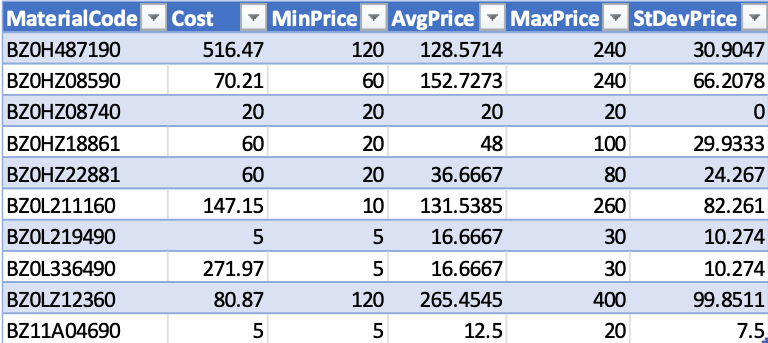 MaterialCode Cost MinPrice AvgPrice MaxPrice StDevPrice
BZ0H487190 516.47 120 128.5714 240 30.9047
BZ0HZ08590 70.21 60 152.7273 240 66.2078
BZ0HZ08740 20 20 20 20 0
BZ0HZ18861 60 20 48 100 29.9333
BZ0HZ22881 60 20 36.6667 80 24.267
BZ0L211160 147.15 10 131.5385 260 82.261
BZ0L219490 5 5 16.6667 30 10.274
BZ0L336490 271.97 5 16.6667 30 10.274
BZ0LZ12360 80.87 120 265.4545 400 99.8511
BZ11A04690 5 5 12.5 20 7.5